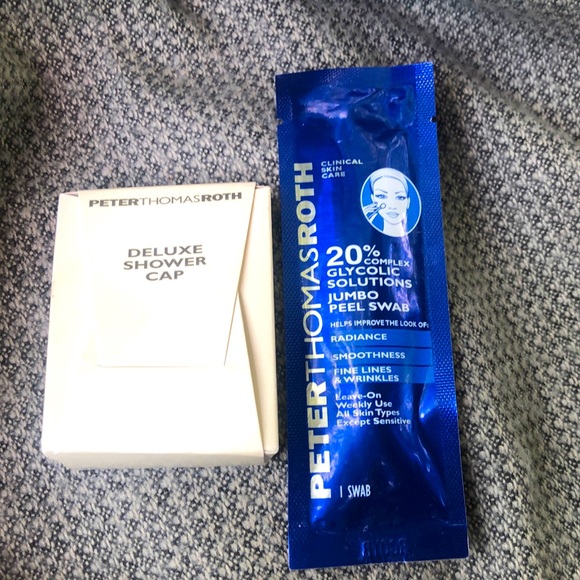 PETERTHOMASROTH
DELUXE
SHOWER
CAP
PETERTHOMASROTH
CLINICAL
SKIN
CARE
20%
COMPLEX
GLYCOLIC
SOLUTIONS
JUMBO
PEEL SWAB
HELPS IMPROVE THE LOOK OF:
RADIANCE
SMOOTHNESS
FINE LINES
& WRINKLES
Leave-On
Weekly Use
All Skin Types
Except Sensitive
1 SWAB